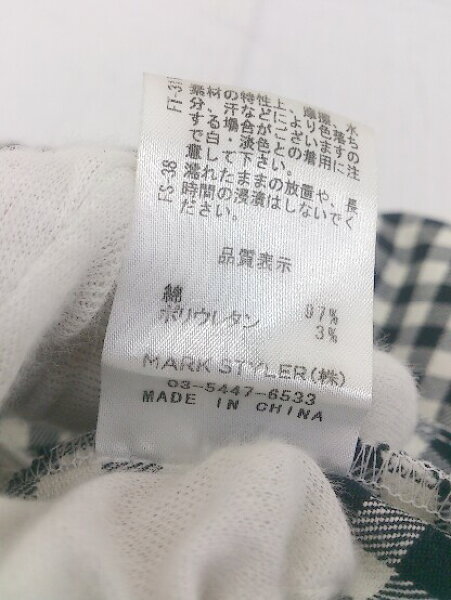 素材の特性上、摩擦、水
分、汗などにより色落ち
する場合がございますの
で白・淡色との着用に注
意して下さい。
FS-38
濡れたままの放置や、長
時間の浸漬はしないでく
ださい。
品質表示
綿 97%
ポリウレタン 3%
MARK STYLER(株)
03-5447-6533
MADE IN CHINA